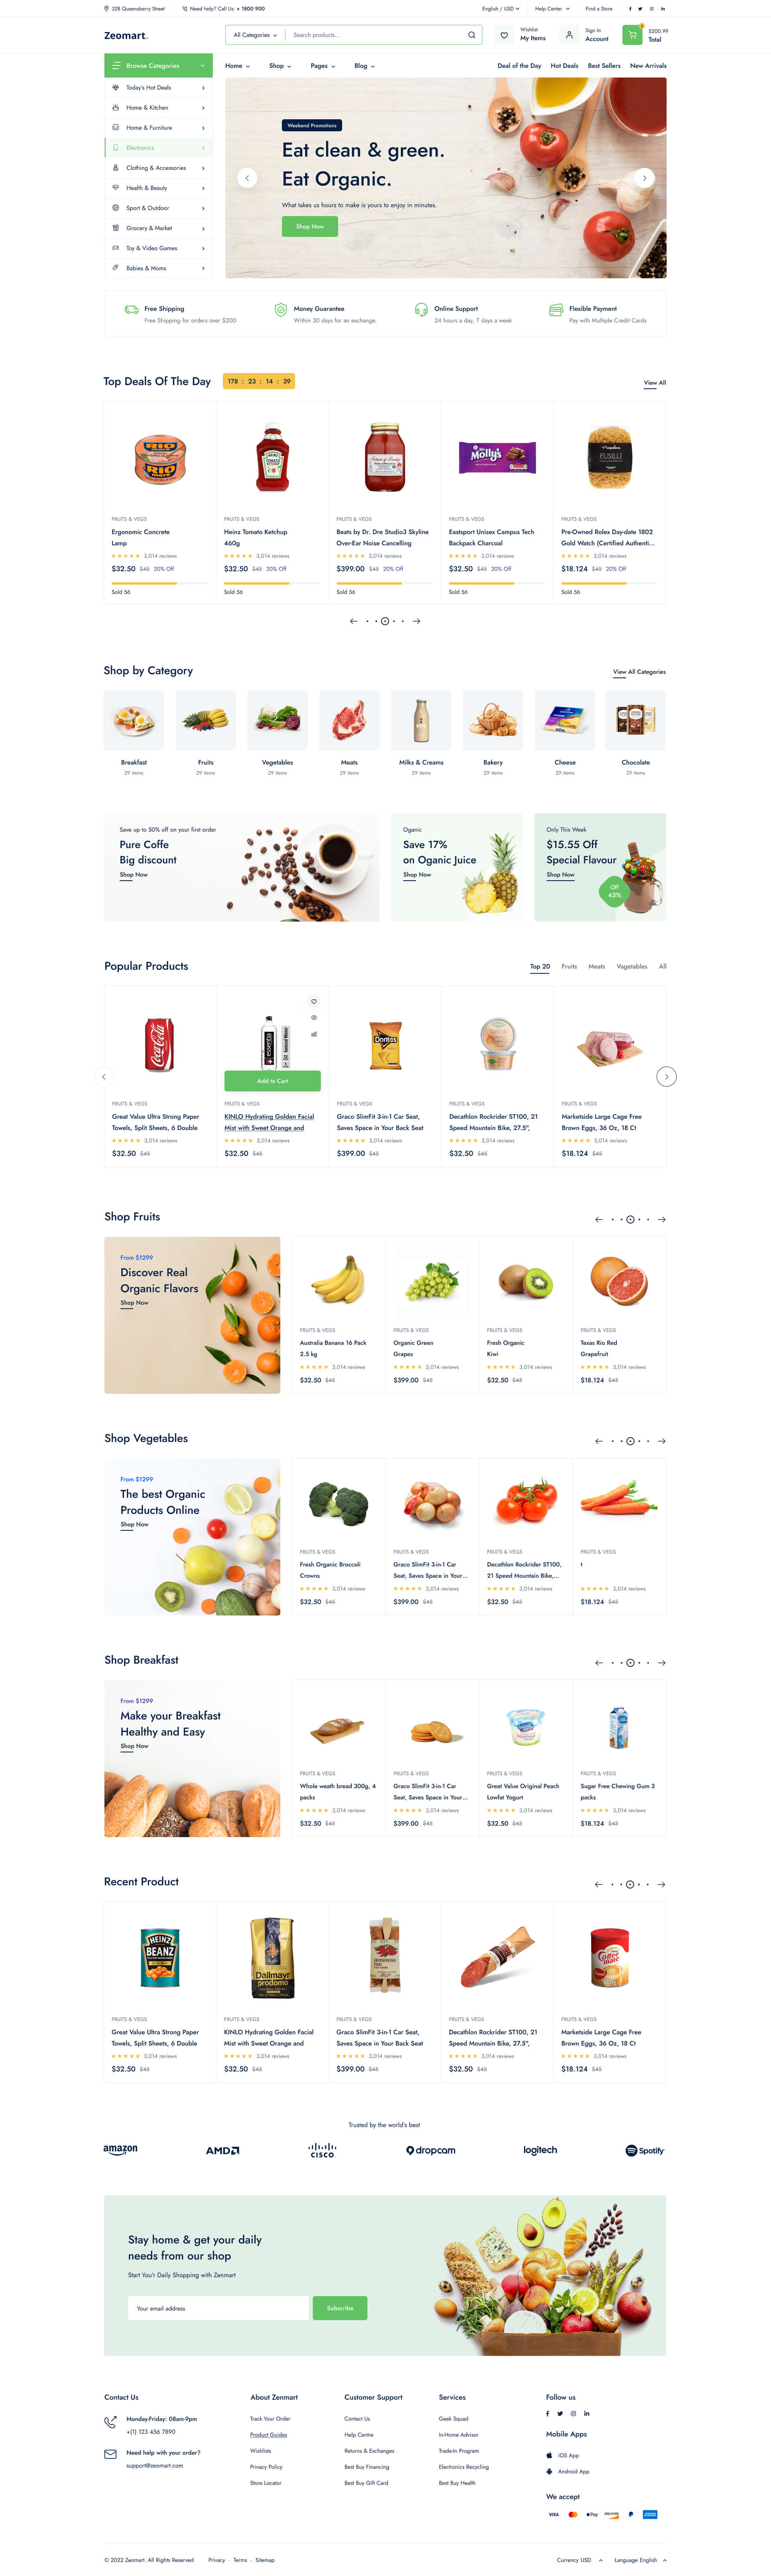 328 Queensberry Street
Need help? Call Us: + 1800 900
English / USD
Help Center
Find a Store
Zeomart.
All Categories
Search products...
Wishlist
My Items
Sign In
Account
$200.99
Total
Browse Categories
Home
Shop
Pages
Blog
Deal of the Day
Hot Deals
Best Sellers
New Arrivals
Today's Hot Deals
Home & Kitchen
Home & Furniture
Electronics
Clothing & Accessories
Health & Beauty
Sport & Outdoor
Grocery & Market
Toy & Video Games
Babies & Moms
Weekend Promotions
Eat clean & green.
Eat Organic.
What takes us hours to make is yours to enjoy in minutes.
Shop Now
Free Shipping
Free Shipping for orders over $200
Money Guarantee
Within 30 days for an exchange.
Online Support
24 hours a day, 7 days a week
Flexible Payment
Pay with Multiple Credit Cards
Top Deals Of The Day
178 : 23 : 14 : 39
View All
RIO
RIO
mare
HEINZ
TOMATO
KETCHUP
Molly's
Napolina
FUSILLI
FRUITS & VEGS
Ergonomic Concrete
Lamp
3,014 reviews
$32.50 $45 20% Off
Sold 56
FRUITS & VEGS
Heinz Tomato Ketchup
460g
3,014 reviews
$32.50 $45 20% Off
Sold 56
FRUITS & VEGS
Beats by Dr. Dre Studio3 Skyline
Over-Ear Noise Cancelling
3,014 reviews
$399.00 $45 20% Off
Sold 56
FRUITS & VEGS
Eastsport Unisex Campus Tech
Backpack Charcoal
3,014 reviews
$32.50 $45 20% Off
Sold 56
FRUITS & VEGS
Pre-Owned Rolex Day-date 1802
Gold Watch (Certified Authenti...
3,014 reviews
$18.124 $45 20% Off
Sold 56
Shop by Category
View All Categories
Breakfast
29 items
Fruits
29 items
Vegetables
29 items
Meats
29 items
Milks & Creams
29 items
Bakery
29 items
Cheese
29 items
Chocolate
29 items
Save up to 50% off on your first order
Pure Coffe
Big discount
Shop Now
Oganic
Save 17%
on Oganic Juice
Shop Now
Only This Week
$15.55 Off
Special Flavour
Shop Now
Off
45%
Popular Products
Top 20
Fruits
Meats
Vagetables
All
Coca-Cola
essentia
Doritos
Add to Cart
FRUITS & VEGS
Great Value Ultra Strong Paper
Towels, Split Sheets, 6 Double
3,014 reviews
$32.50 $45
FRUITS & VEGS
KINLO Hydrating Golden Facial
Mist with Sweet Orange and
3,014 reviews
$32.50 $45
FRUITS & VEGS
Graco SlimFit 3-in-1 Car Seat,
Saves Space in Your Back Seat
3,014 reviews
$399.00 $45
FRUITS & VEGS
Decathlon Rockrider ST100, 21
Speed Mountain Bike, 27.5",
3,014 reviews
$32.50 $45
FRUITS & VEGS
Marketside Large Cage Free
Brown Eggs, 36 Oz, 18 Ct
3,014 reviews
$18.124 $45
Shop Fruits
From $1299
Discover Real
Organic Flavors
Shop Now
FRUITS & VEGS
Australia Banana 16 Pack
2.5 kg
3,014 reviews
$32.50 $45
FRUITS & VEGS
Organic Green
Grapes
3,014 reviews
$399.00 $45
FRUITS & VEGS
Fresh Organic
Kiwi
3,014 reviews
$32.50 $45
FRUITS & VEGS
Texas Rio Red
Grapefruit
3,014 reviews
$18.124 $45
Shop Vegetables
From $1299
The best Organic
Products Online
Shop Now
FRUITS & VEGS
Fresh Organic Broccoli
Crowns
3,014 reviews
$32.50 $45
FRUITS & VEGS
Graco SlimFit 3-in-1 Car
Seat, Saves Space in Your...
3,014 reviews
$399.00 $45
FRUITS & VEGS
Decathlon Rockrider ST100,
21 Speed Mountain Bike,...
3,014 reviews
$32.50 $45
FRUITS & VEGS
t
3,014 reviews
$18.124 $45
Shop Breakfast
From $1299
Make your Breakfast
Healthy and Easy
Shop Now
FRUITS & VEGS
Whole weath bread 300g, 4
packs
3,014 reviews
$32.50 $45
FRUITS & VEGS
Graco SlimFit 3-in-1 Car
Seat, Saves Space in Your...
3,014 reviews
$399.00 $45
FRUITS & VEGS
Great Value Original Peach
Lowfat Yogurt
3,014 reviews
$32.50 $45
FRUITS & VEGS
Sugar Free Chewing Gum 3
packs
3,014 reviews
$18.124 $45
Recent Product
HEINZ
BEANZ
Dallmayr
prodomo
Coffee
mate
FRUITS & VEGS
Great Value Ultra Strong Paper
Towels, Split Sheets, 6 Double
3,014 reviews
$32.50 $45
FRUITS & VEGS
KINLO Hydrating Golden Facial
Mist with Sweet Orange and
3,014 reviews
$32.50 $45
FRUITS & VEGS
Graco SlimFit 3-in-1 Car Seat,
Saves Space in Your Back Seat
3,014 reviews
$399.00 $45
FRUITS & VEGS
Decathlon Rockrider ST100, 21
Speed Mountain Bike, 27.5",
3,014 reviews
$32.50 $45
FRUITS & VEGS
Marketside Large Cage Free
Brown Eggs, 36 Oz, 18 Ct
3,014 reviews
$18.124 $45
Trusted by the world's best
amazon
AMD
CISCO
dropcam
logitech
Spotify
Stay home & get your daily
needs from our shop
Start You'r Daily Shopping with Zenmart
Your email address
Subscribe
Contact Us
Monday-Friday: 08am-9pm
+(1) 123 456 7890
Need help with your order?
support@zeomart.com
About Zenmart
Track Your Order
Product Guides
Wishlists
Privacy Policy
Store Locator
Customer Support
Contact Us
Help Centre
Returns & Exchanges
Best Buy Financing
Best Buy Gift Card
Services
Geek Squad
In-Home Advisor
Trade-In Program
Electronics Recycling
Best Buy Health
Follow us
Mobile Apps
iOS App
Android App
We accept
VISA
Pay
DISCOVER
© 2022 Zeomart. All Rights Reserved
Privacy · Terms · Sitemap
Currency USD
Language English